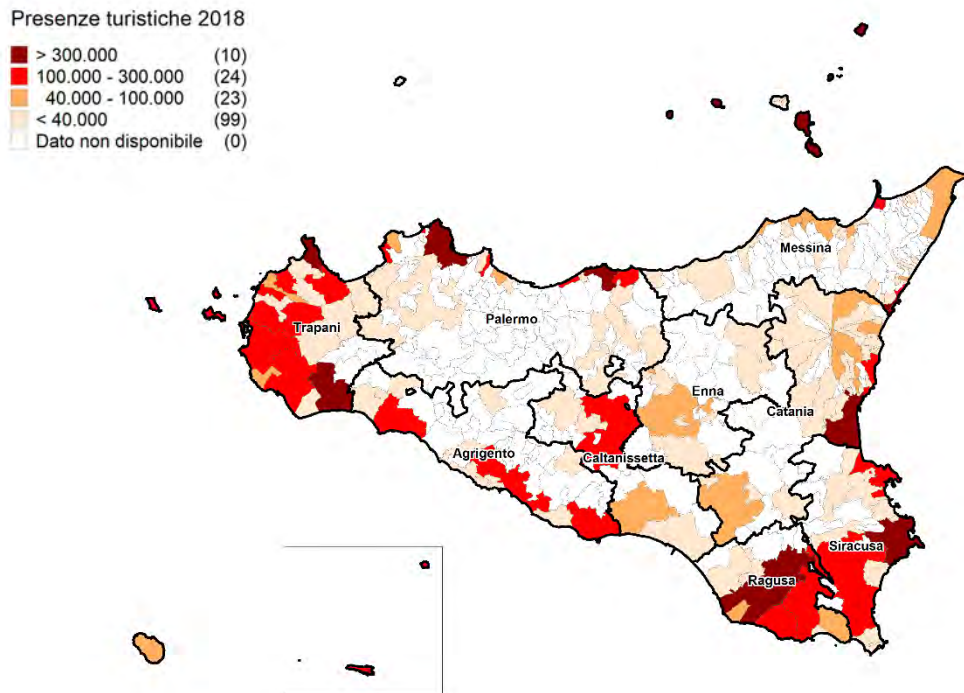 Presenze turistiche 2018
> 300.000 (10)
100.000 - 300.000 (24)
40.000 - 100.000 (23)
< 40.000 (99)
Dato non disponibile (0)
Messina
Trapani
Palermo
Enna
Catania
Agrigento
Caltanissetta
Siracusa
Ragusa